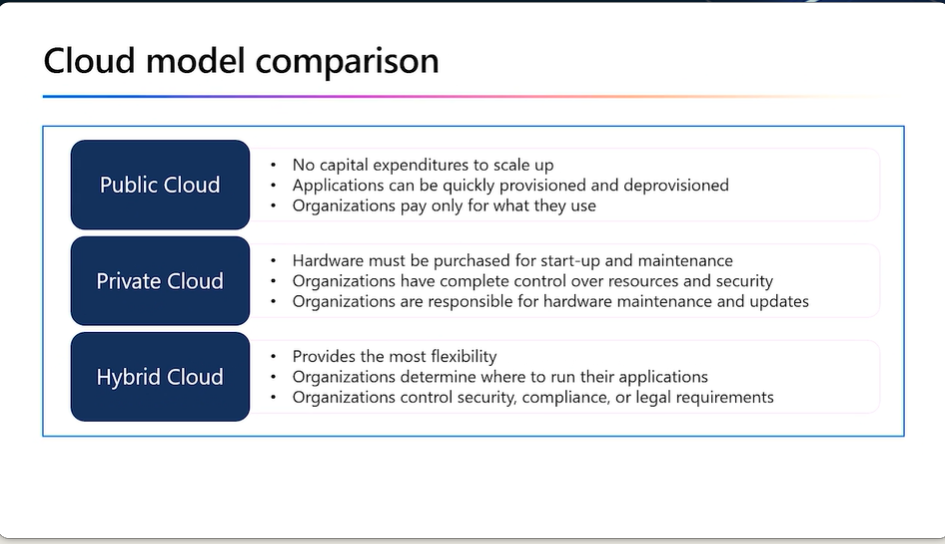 Cloud model comparison
Public Cloud
• No capital expenditures to scale up
• Applications can be quickly provisioned and deprovisioned
• Organizations pay only for what they use
Private Cloud
• Hardware must be purchased for start-up and maintenance
• Organizations have complete control over resources and security
• Organizations are responsible for hardware maintenance and updates
Hybrid Cloud
• Provides the most flexibility
• Organizations determine where to run their applications
• Organizations control security, compliance, or legal requirements